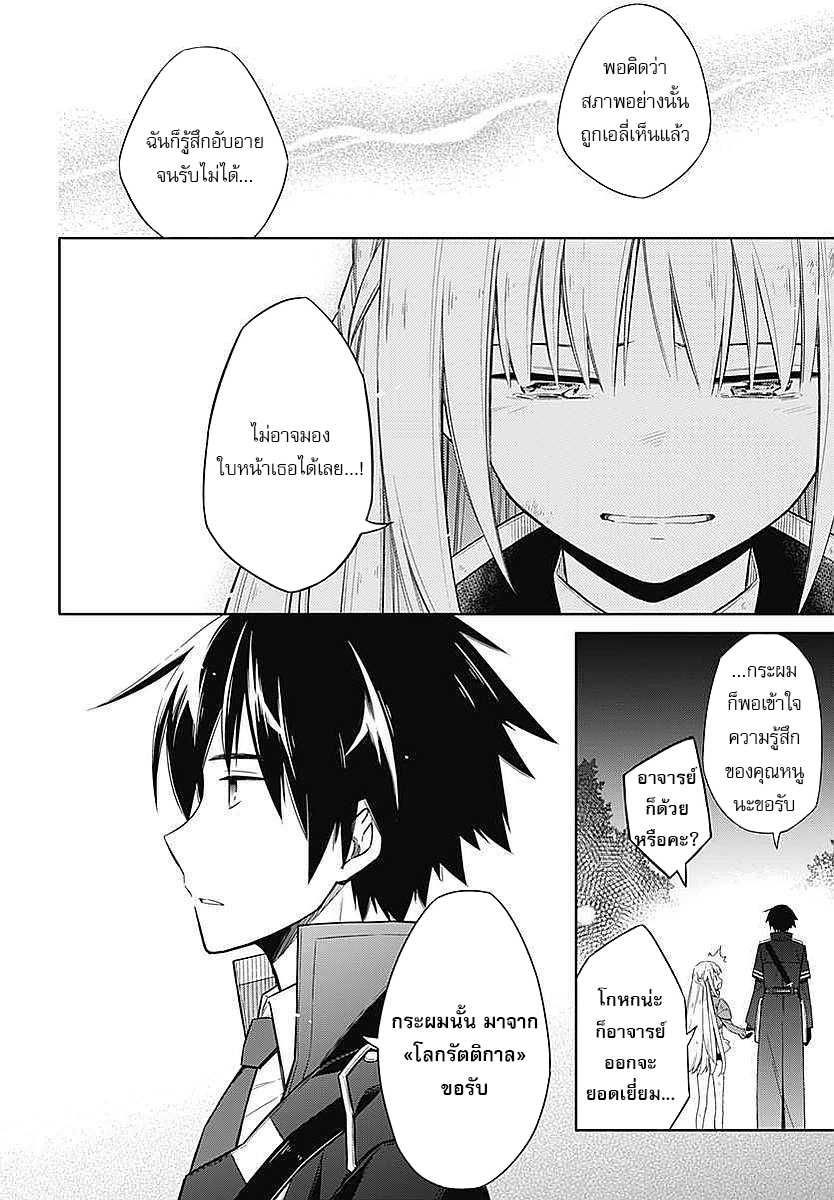 พอคิดว่า
สภาพอย่างนั้น
ถูกเอลี่เห็นแล้ว
ฉันก็รู้สึกอับอาย
จนรับไม่ได้...
ไม่อาจมอง
ใบหน้าเธอได้เลย...!
...กระผม
ก็พอเข้าใจ
ความรู้สึก
ของคุณหนู
นะขอรับ
อาจารย์
ก็ด้วย
หรือคะ?
โกหกน่ะ
ก็อาจารย์
ออกจะ
ยอดเยี่ยม...
กระผมนั้น มาจาก
«โลกรัตติกาล»
ขอรับ